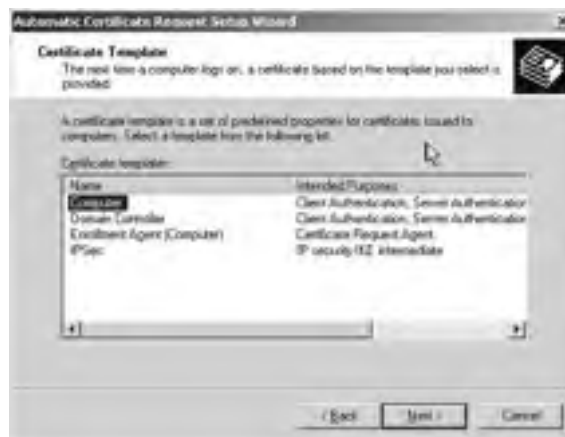 Automatic Certificate Request Setup Wizard
Certificate Template
The next time a computer logs on, a certificate based on the template you select is
provided.
A certificate template is a set of predefined properties for certificates issued to
computers. Select a template from the following list.
Certificate templates:
Name Intended Purposes
Computer Client Authentication, Server Authentication
Domain Controller Client Authentication, Server Authentication
Enrollment Agent (Computer) Certificate Request Agent
IPSec IP security IKE intermediate
< Back Next > Cancel